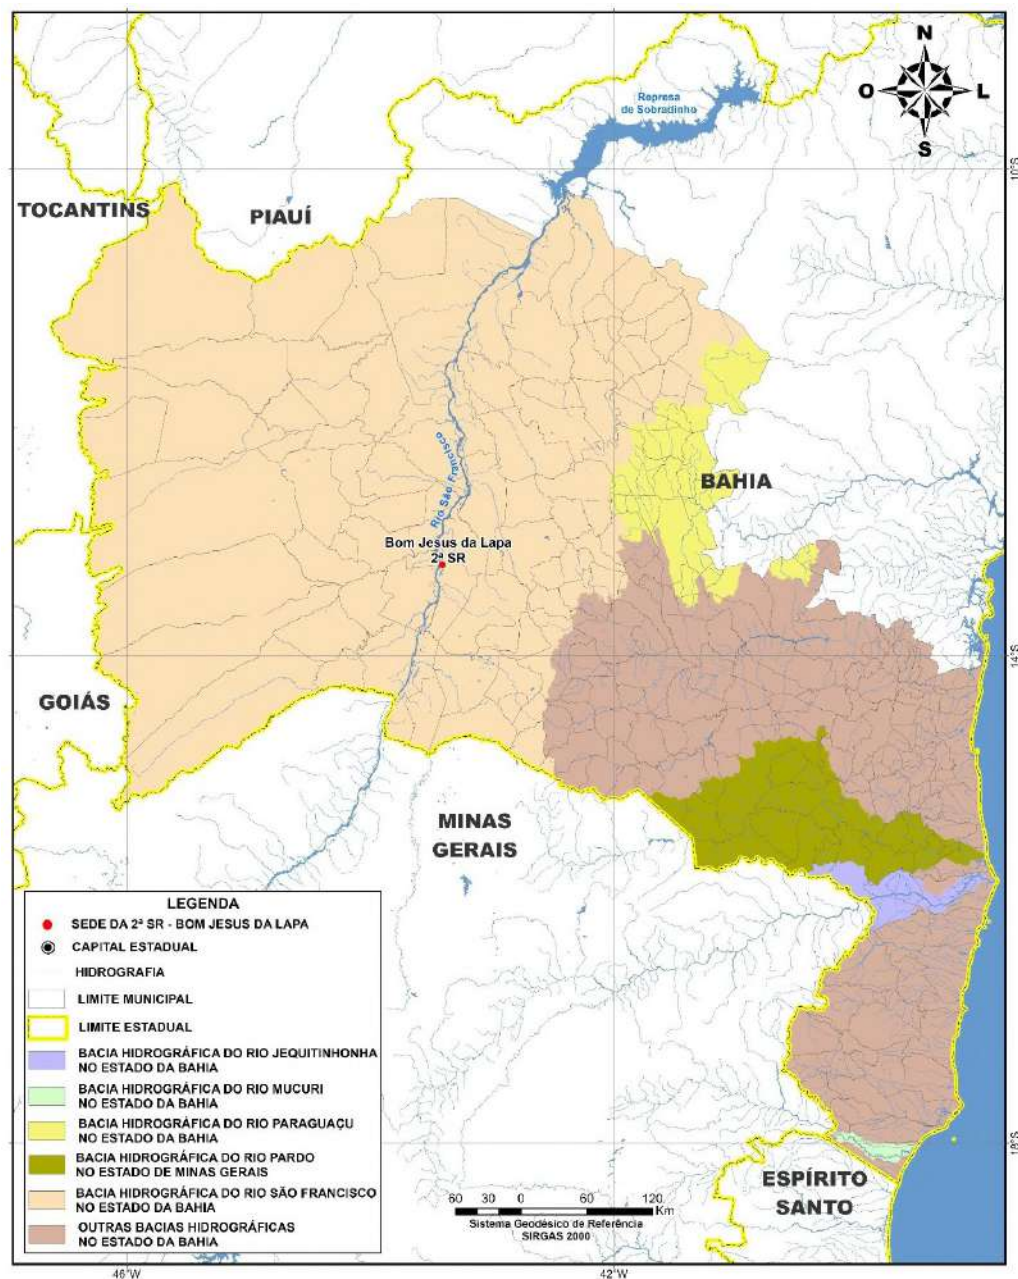 N
O
L
S
Represa
de Sobradinho
10°S
TOCANTINS
PIAUÍ
Rio São Francisco
BAHIA
Bom Jesus da Lapa
2ª SR
14°S
GOIÁS
MINAS
GERAIS
LEGENDA
SEDE DA 2ª SR - BOM JESUS DA LAPA
CAPITAL ESTADUAL
HIDROGRAFIA
LIMITE MUNICIPAL
LIMITE ESTADUAL
BACIA HIDROGRÁFICA DO RIO JEQUITINHONHA
NO ESTADO DA BAHIA
BACIA HIDROGRÁFICA DO RIO MUCURI
NO ESTADO DA BAHIA
BACIA HIDROGRÁFICA DO RIO PARAGUAÇU
NO ESTADO DA BAHIA
BACIA HIDROGRÁFICA DO RIO PARDO
NO ESTADO DE MINAS GERAIS
BACIA HIDROGRÁFICA DO RIO SÃO FRANCISCO
NO ESTADO DA BAHIA
OUTRAS BACIAS HIDROGRÁFICAS
NO ESTADO DA BAHIA
18°S
ESPÍRITO
SANTO
60 30 0 60 120
Km
Sistema Geodésico de Referência
SIRGAS 2000
46°W
42°W